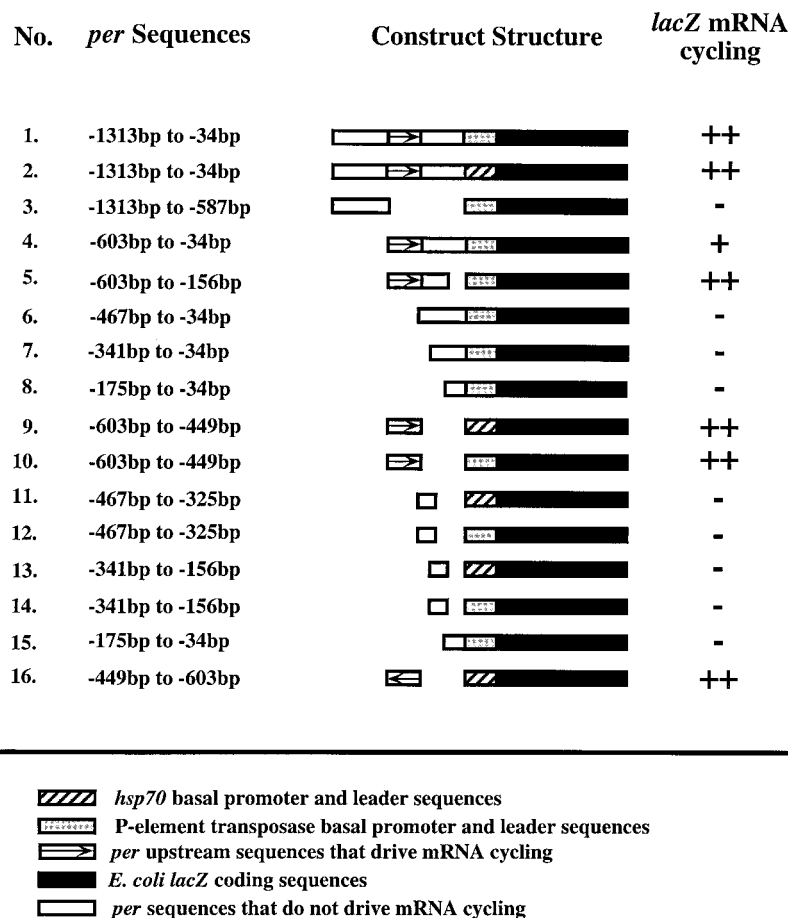 No. per Sequences Construct Structure lacZ mRNA cycling
1. -1313bp to -34bp ++
2. -1313bp to -34bp ++
3. -1313bp to -587bp -
4. -603bp to -34bp +
5. -603bp to -156bp ++
6. -467bp to -34bp -
7. -341bp to -34bp -
8. -175bp to -34bp -
9. -603bp to -449bp ++
10. -603bp to -449bp ++
11. -467bp to -325bp -
12. -467bp to -325bp -
13. -341bp to -156bp -
14. -341bp to -156bp -
15. -175bp to -34bp -
16. -449bp to -603bp ++
hsp70 basal promoter and leader sequences
P-element transposase basal promoter and leader sequences
per upstream sequences that drive mRNA cycling
E. coli lacZ coding sequences
per sequences that do not drive mRNA cycling